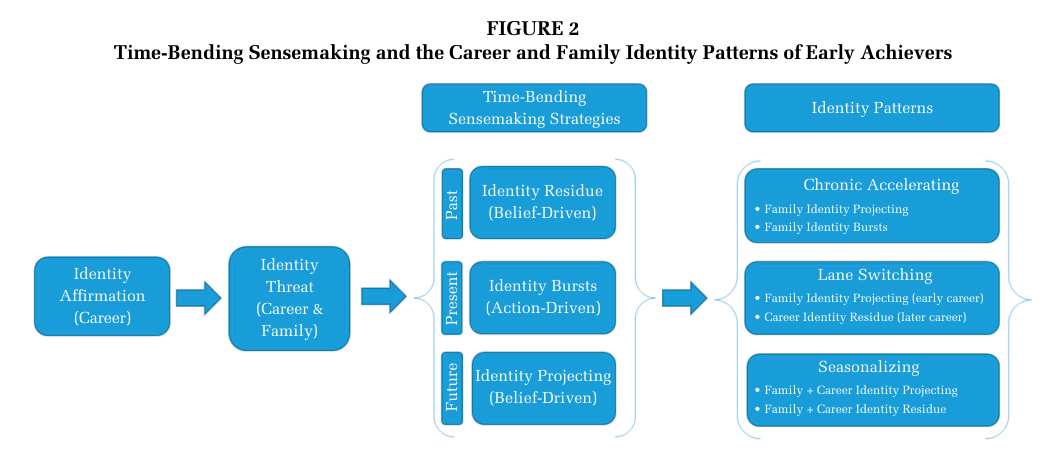 FIGURE 2
Time-Bending Sensemaking and the Career and Family Identity Patterns of Early Achievers
Time-Bending
Sensemaking Strategies
Identity Patterns
Identity
Affirmation
(Career)
Identity
Threat
(Career &
Family)
Past
Identity Residue
(Belief-Driven)
Present
Identity Bursts
(Action-Driven)
Future
Identity Projecting
(Belief-Driven)
Chronic Accelerating
• Family Identity Projecting
• Family Identity Bursts
Lane Switching
• Family Identity Projecting (early career)
• Career Identity Residue (later career)
Seasonalizing
• Family + Career Identity Projecting
• Family + Career Identity Residue